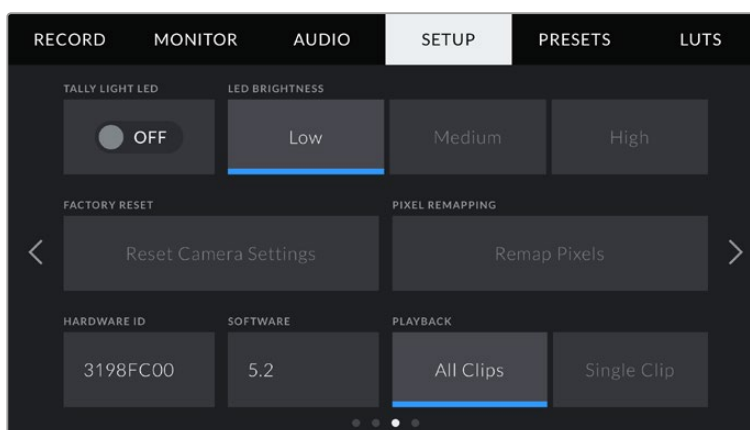 RECORD MONITOR AUDIO SETUP PRESETS LUTS
TALLY LIGHT LED LED BRIGHTNESS
OFF Low Medium High
FACTORY RESET PIXEL REMAPPING
Reset Camera Settings Remap Pixels
HARDWARE ID SOFTWARE PLAYBACK
3198FC00 5.2 All Clips Single Clip